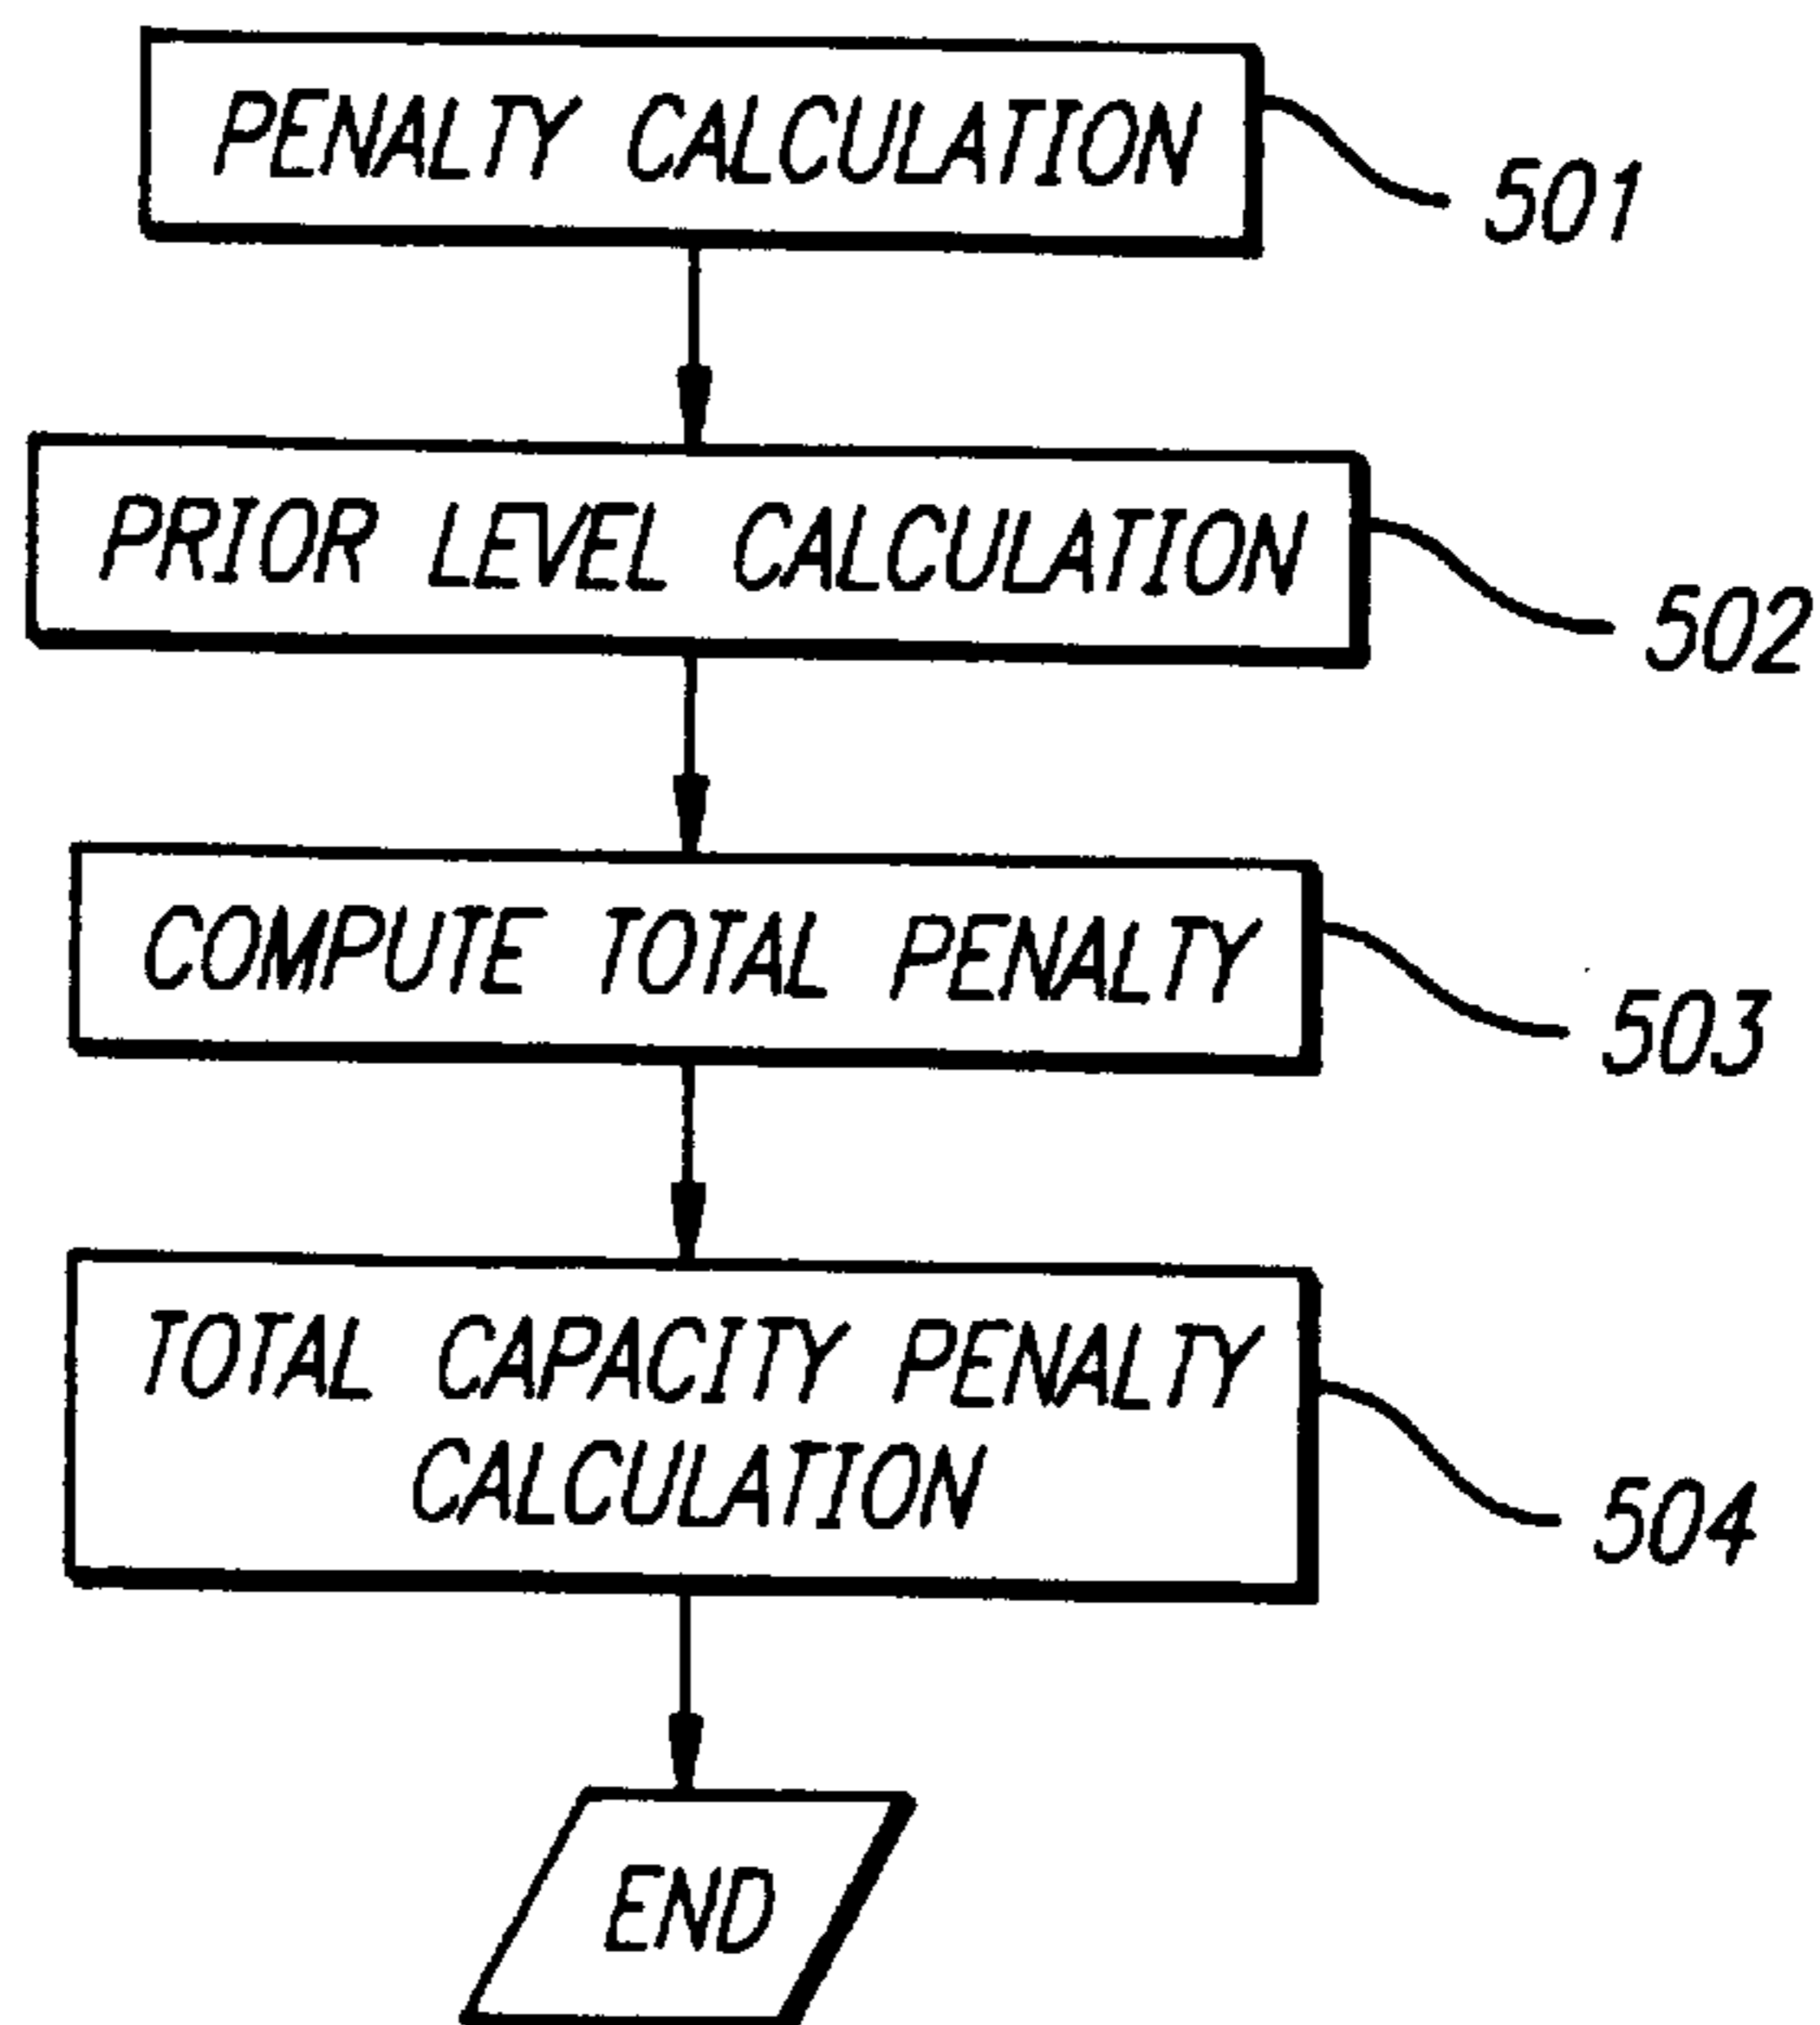 PENALTY CALCULATION
501
PRIOR LEVEL CALCULATION
502
COMPUTE TOTAL PENALTY
503
TOTAL CAPACITY PENALTY
CALCULATION
504
END